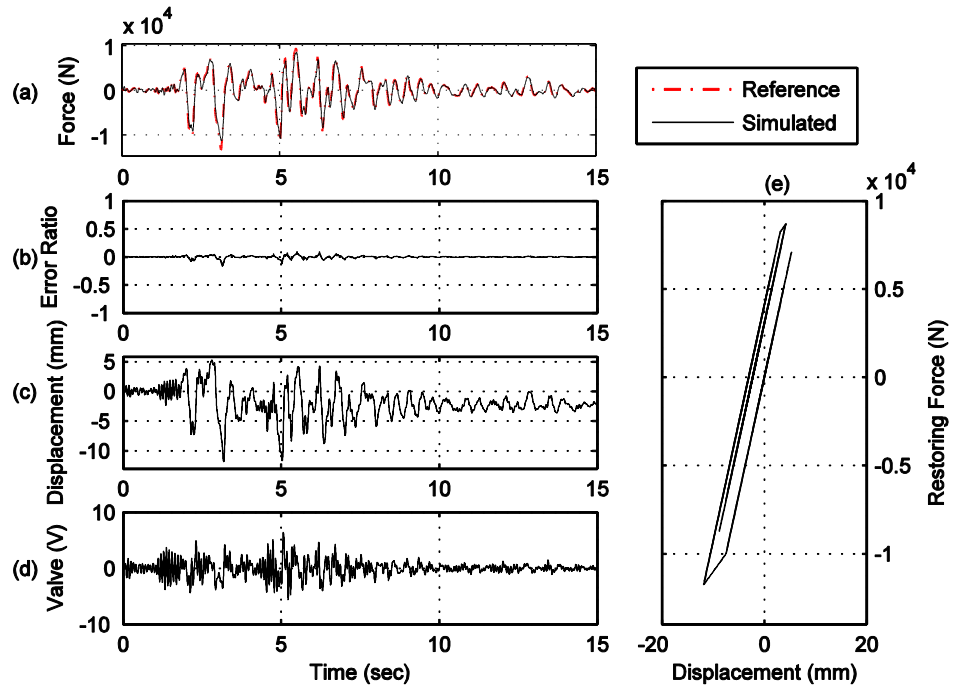 x 10^4
1
0
-1
Force (N)
(a)
0 5 10 15
Reference
Simulated
1
0.5
0
-0.5
-1
Error Ratio
(b)
0 5 10 15
5
0
-5
-10
Displacement (mm)
(c)
0 5 10 15
10
0
-10
Valve (V)
(d)
0 5 10 15
Time (sec)
(e)
x 10^4
1
0.5
0
-0.5
-1
Restoring Force (N)
-20 0 20
Displacement (mm)